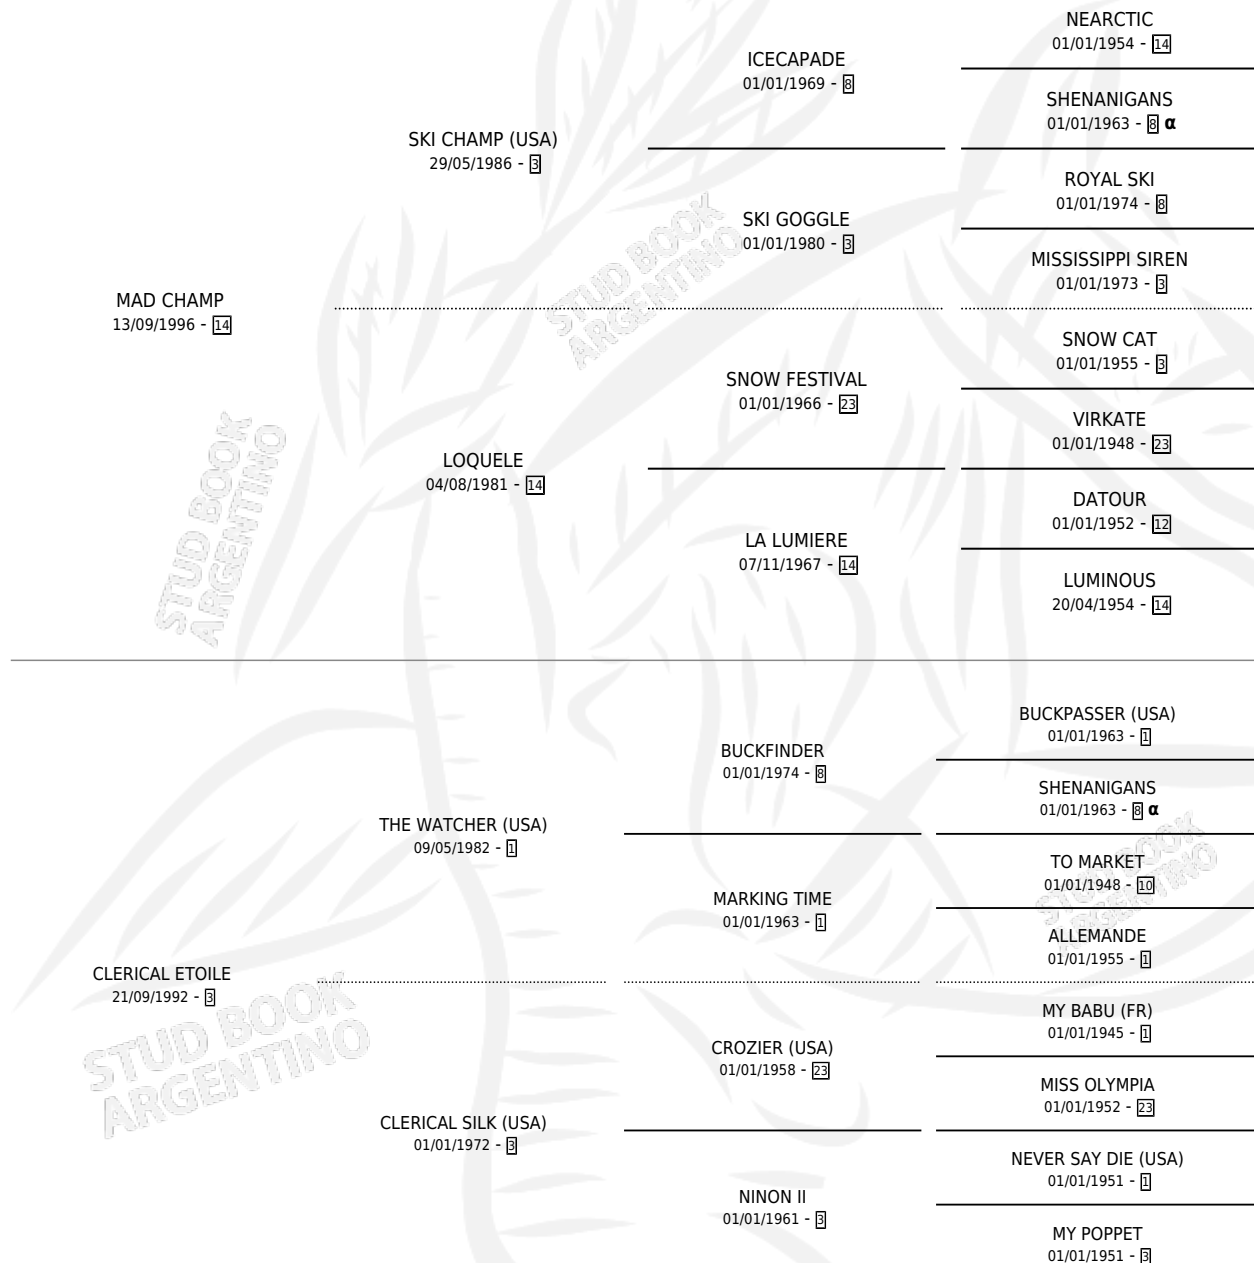 NEARCTIC
01/01/1954 - 14
ICECAPADE
01/01/1969 - 8
SHENANIGANS
01/01/1963 - 8 α
SKI CHAMP (USA)
29/05/1986 - 3
ROYAL SKI
01/01/1974 - 8
SKI GOGGLE
01/01/1980 - 3
MISSISSIPPI SIREN
01/01/1973 - 3
MAD CHAMP
13/09/1996 - 14
SNOW CAT
01/01/1955 - 3
SNOW FESTIVAL
01/01/1966 - 23
VIRKATE
01/01/1948 - 23
LOQUELE
04/08/1981 - 14
DATOUR
01/01/1952 - 12
LA LUMIERE
07/11/1967 - 14
LUMINOUS
20/04/1954 - 14
BUCKPASSER (USA)
01/01/1963 - 1
BUCKFINDER
01/01/1974 - 8
SHENANIGANS
01/01/1963 - 8 α
THE WATCHER (USA)
09/05/1982 - 1
TO MARKET
01/01/1948 - 10
MARKING TIME
01/01/1963 - 1
ALLEMANDE
01/01/1955 - 1
CLERICAL ETOILE
21/09/1992 - 3
MY BABU (FR)
01/01/1945 - 1
CROZIER (USA)
01/01/1958 - 23
MISS OLYMPIA
01/01/1952 - 23
CLERICAL SILK (USA)
01/01/1972 - 3
NEVER SAY DIE (USA)
01/01/1951 - 1
NINON II
01/01/1961 - 3
MY POPPET
01/01/1951 - 3
STUD BOOK
ARGENTINO
STUD BOOK
ARGENTINO
STUD BOOK
ARGENTINO
STUD BOOK
ARGENTINO